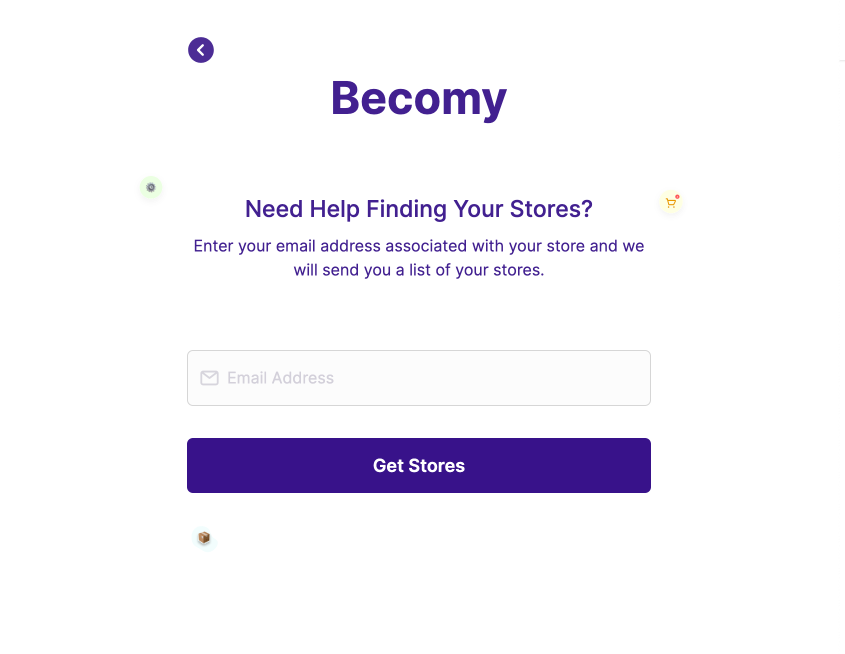 Becomy
Need Help Finding Your Stores?
Enter your email address associated with your store and we
will send you a list of your stores.
Email Address
Get Stores